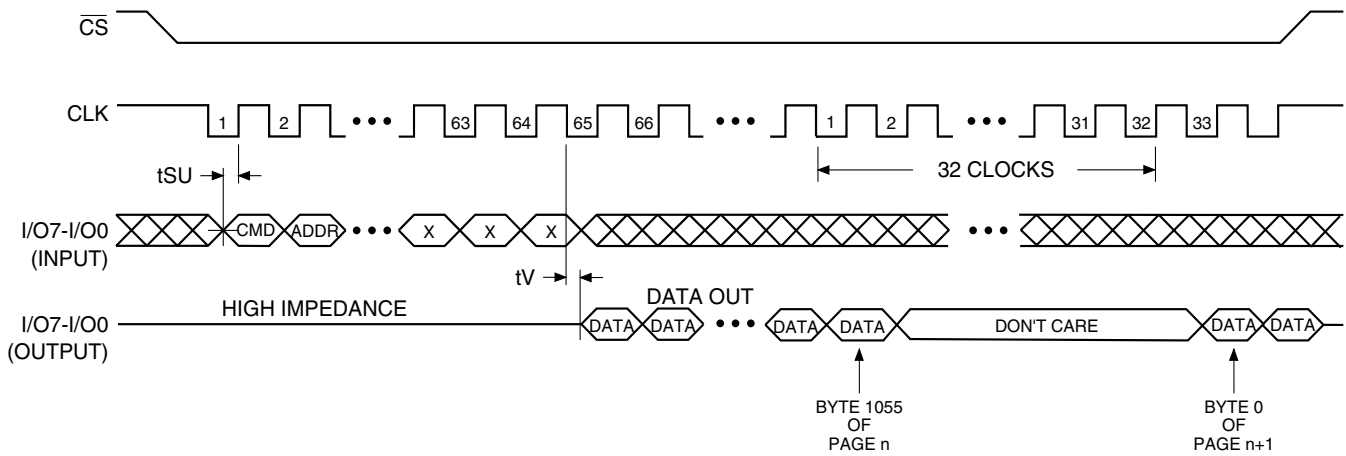 CS
CLK
1 2 ••• 63 64 65 66 ••• 1 2 ••• 31 32 33
tSU
32 CLOCKS
I/O7-I/O0
(INPUT)
CMD ADDR ••• X X X •••
tV
HIGH IMPEDANCE
DATA OUT
I/O7-I/O0
(OUTPUT)
DATA DATA ••• DATA DATA DON'T CARE DATA DATA
BYTE 1055
OF
PAGE n
BYTE 0
OF
PAGE n+1